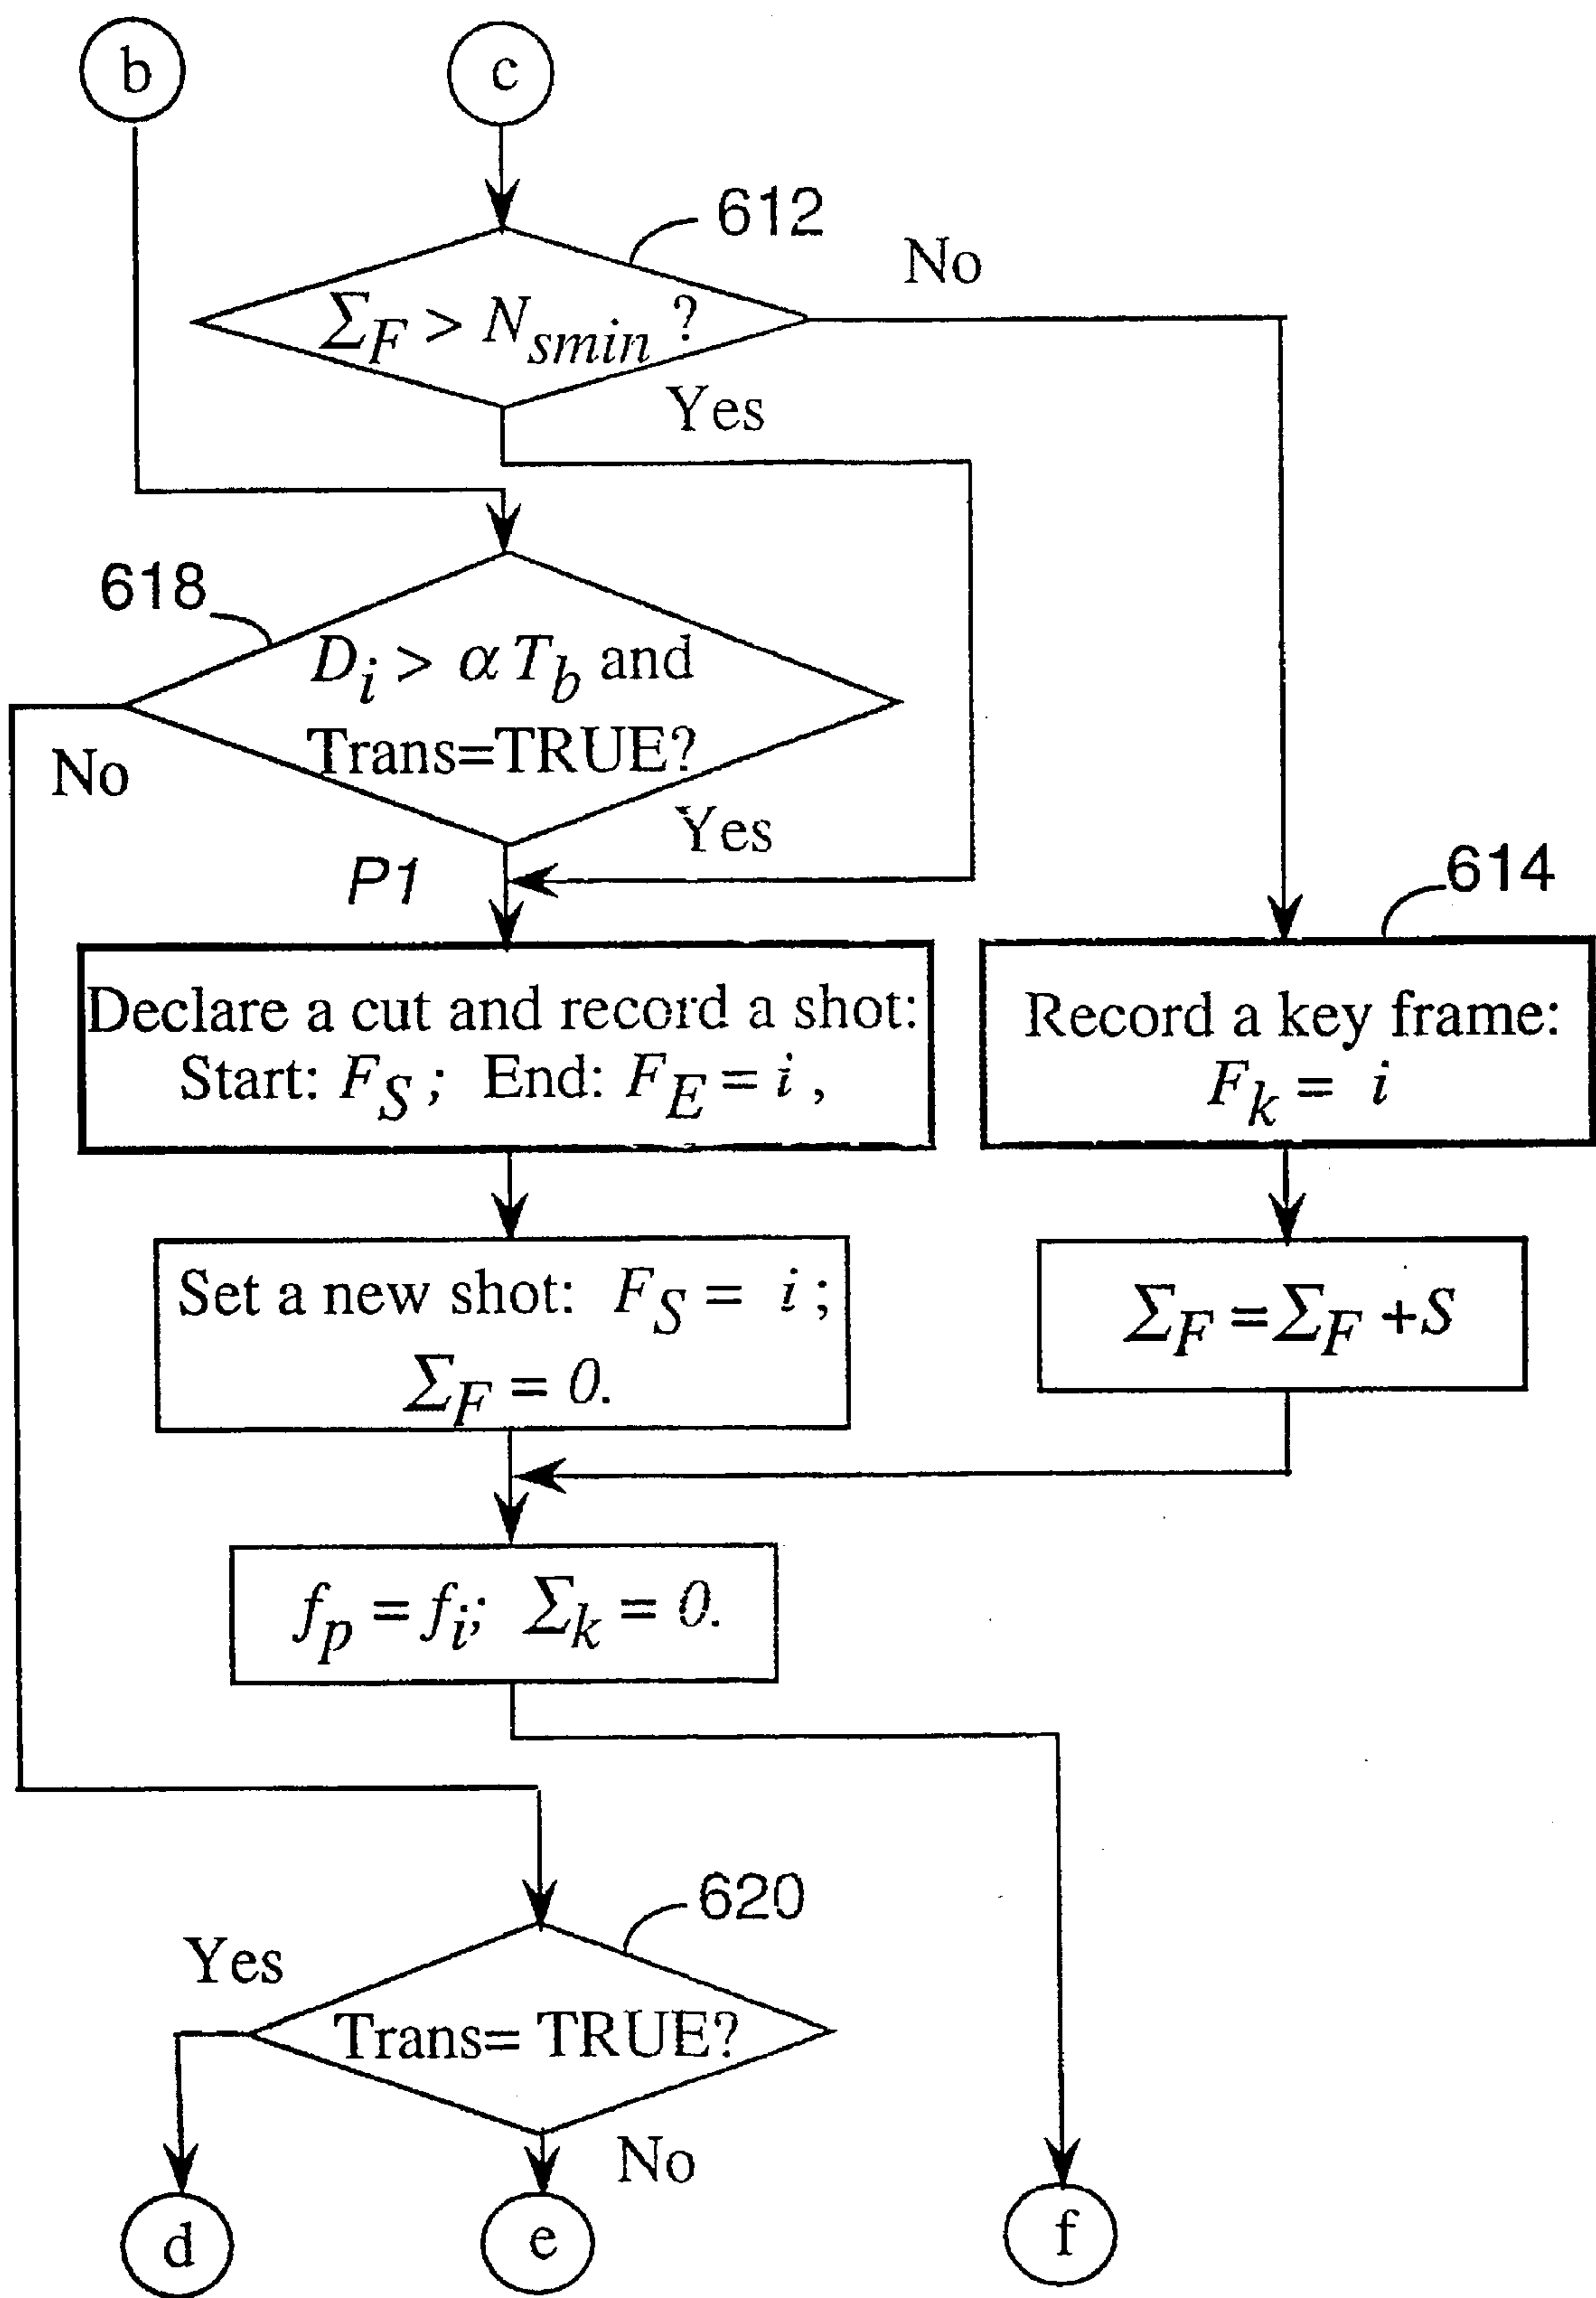 b
c
612
No
Σ_F > N_smin ?
Yes
618
D_i > α T_b and
Trans=TRUE?
No
Yes
P1
614
Declare a cut and record a shot:
Start: F_S ; End: F_E = i ,
Record a key frame:
F_k = i
Set a new shot: F_S = i ;
Σ_F = 0.
Σ_F = Σ_F + S
f_p = f_i; Σ_k = 0.
620
Yes
Trans= TRUE?
No
d
e
f